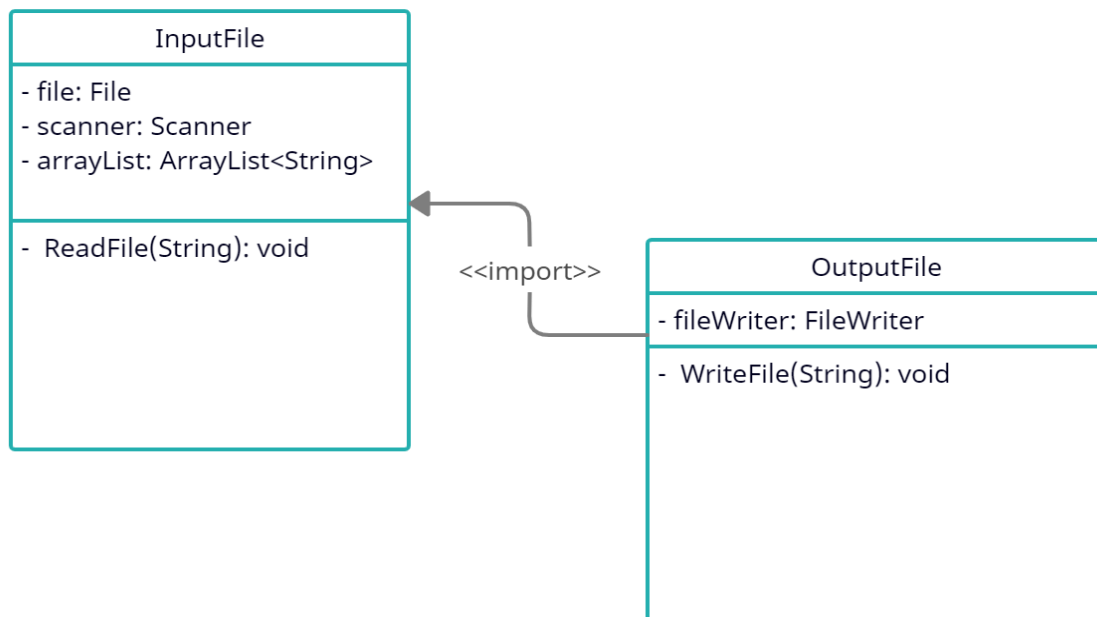 InputFile
- file: File
- scanner: Scanner
- arrayList: ArrayList<String>
-  ReadFile(String): void
<<import>>
OutputFile
- fileWriter: FileWriter
-  WriteFile(String): void